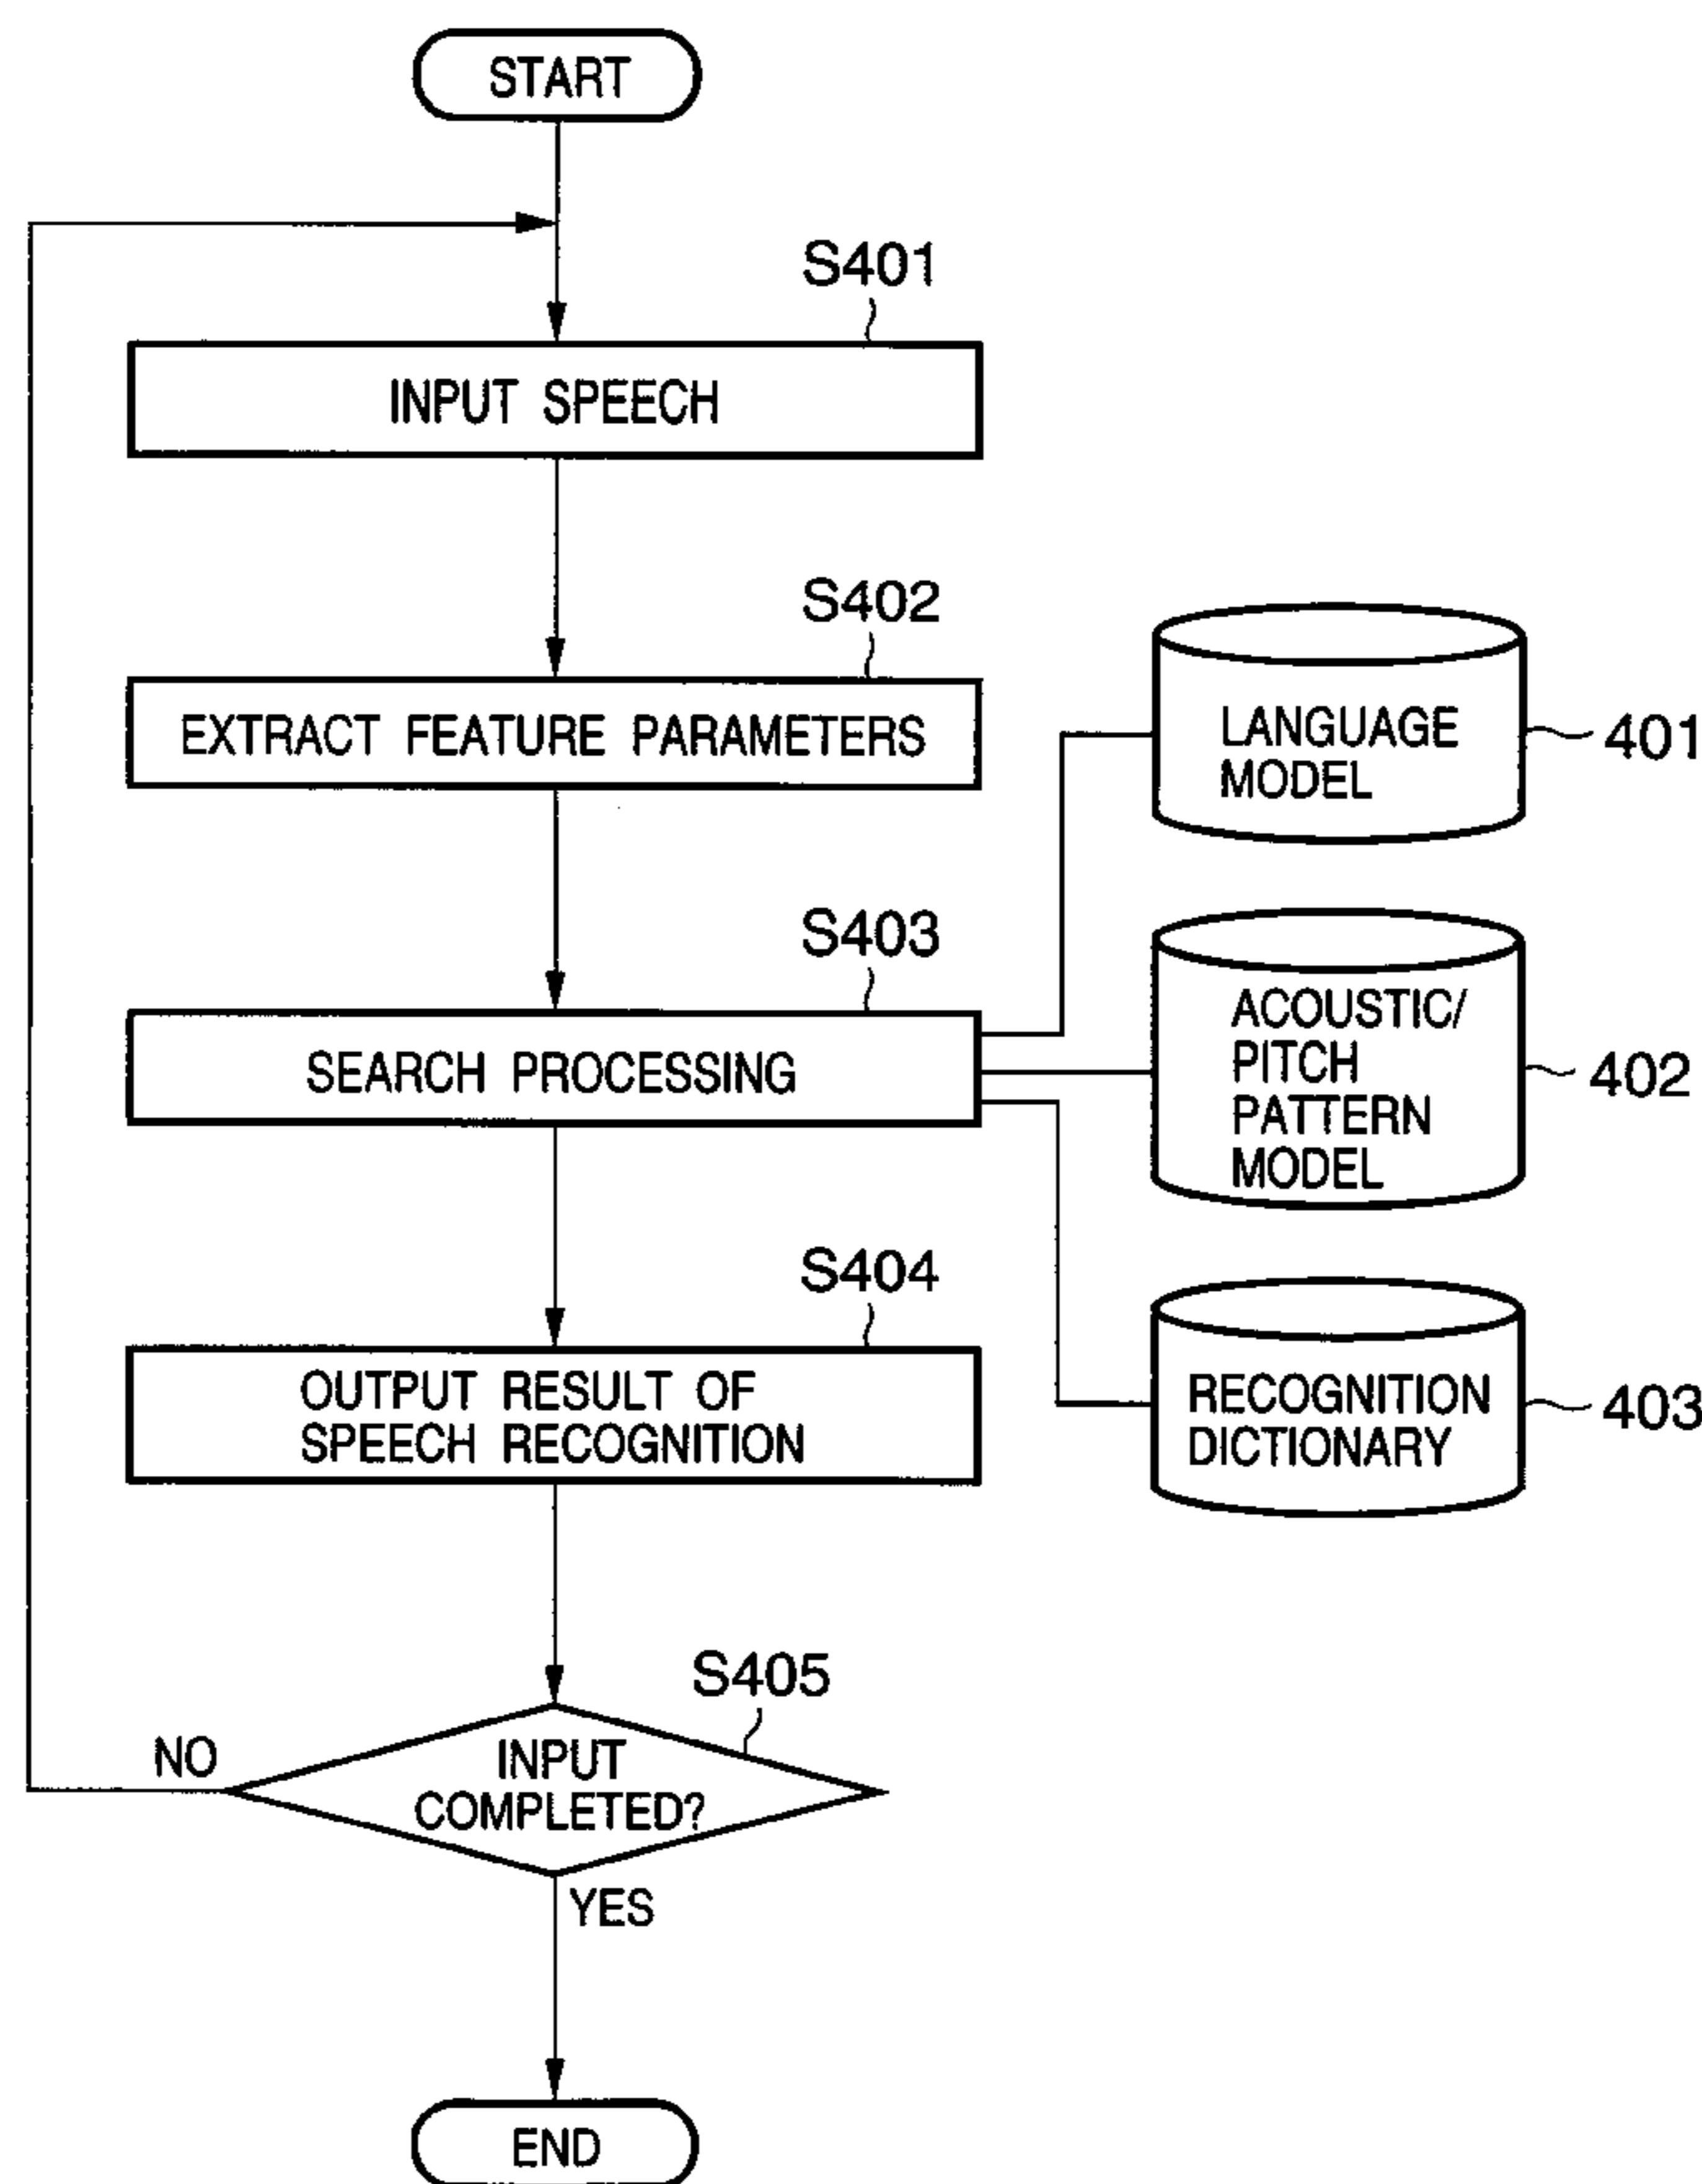 START
S401
INPUT SPEECH
S402
EXTRACT FEATURE PARAMETERS
LANGUAGE
MODEL
401
S403
SEARCH PROCESSING
ACOUSTIC/
PITCH
PATTERN
MODEL
402
S404
OUTPUT RESULT OF
SPEECH RECOGNITION
RECOGNITION
DICTIONARY
403
S405
NO
INPUT
COMPLETED?
YES
END